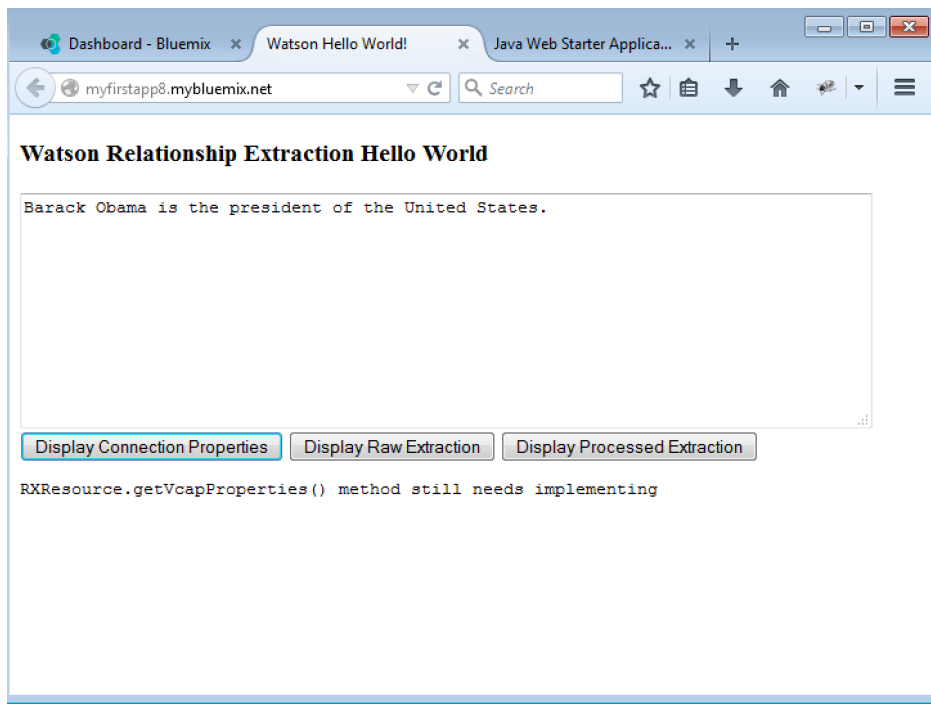 Dashboard - Bluemix
Watson Hello World!
Java Web Starter Applica...
myfirstapp8.mybluemix.net
Search
Watson Relationship Extraction Hello World
Barack Obama is the president of the United States.
Display Connection Properties
Display Raw Extraction
Display Processed Extraction
RXResource.getVcapProperties() method still needs implementing